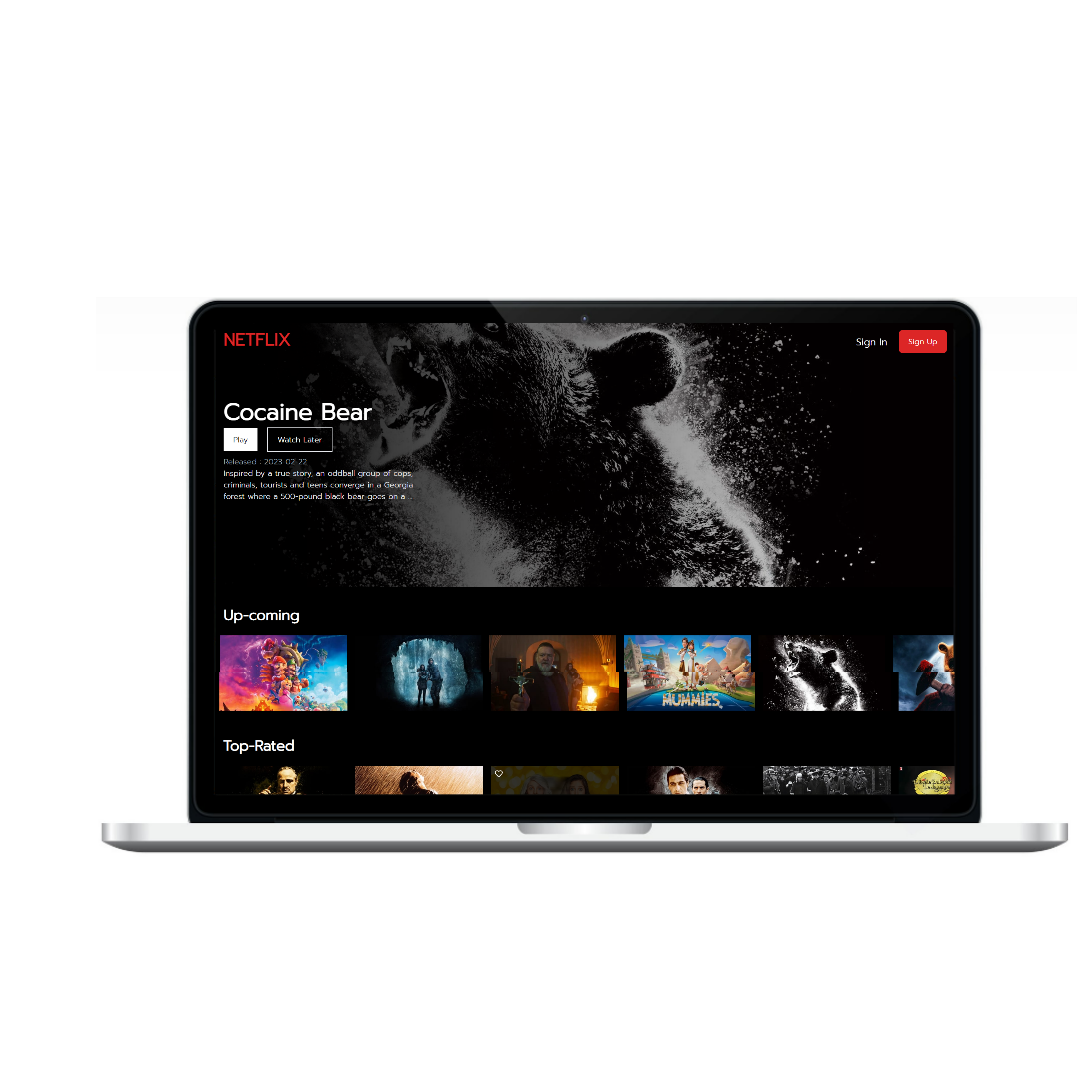 NETFLIX
Sign In
Sign Up
Cocaine Bear
Play
Watch Later
Released : 2023-02-22
Inspired by a true story, an oddball group of cops,
criminals, tourists and teens converge in a Georgia
forest where a 500-pound black bear goes on a ...
Up-coming
MUMMIES
Top-Rated